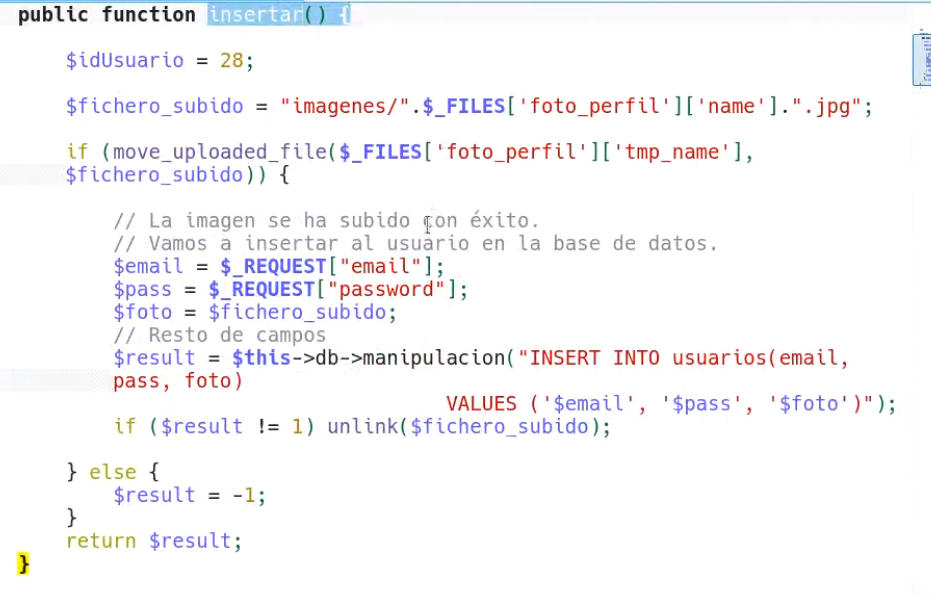 public function insertar() {
$idUsuario = 28;
$fichero_subido = "imagenes/".$_FILES['foto_perfil']['name'].".jpg";
if (move_uploaded_file($_FILES['foto_perfil']['tmp_name'],
$fichero_subido)) {
// La imagen se ha subido con éxito.
// Vamos a insertar al usuario en la base de datos.
$email = $_REQUEST["email"];
$pass = $_REQUEST["password"];
$foto = $fichero_subido;
// Resto de campos
$result = $this->db->manipulacion("INSERT INTO usuarios(email,
pass, foto)
VALUES ('$email', '$pass', '$foto')");
if ($result != 1) unlink($fichero_subido);
} else {
$result = -1;
}
return $result;
}